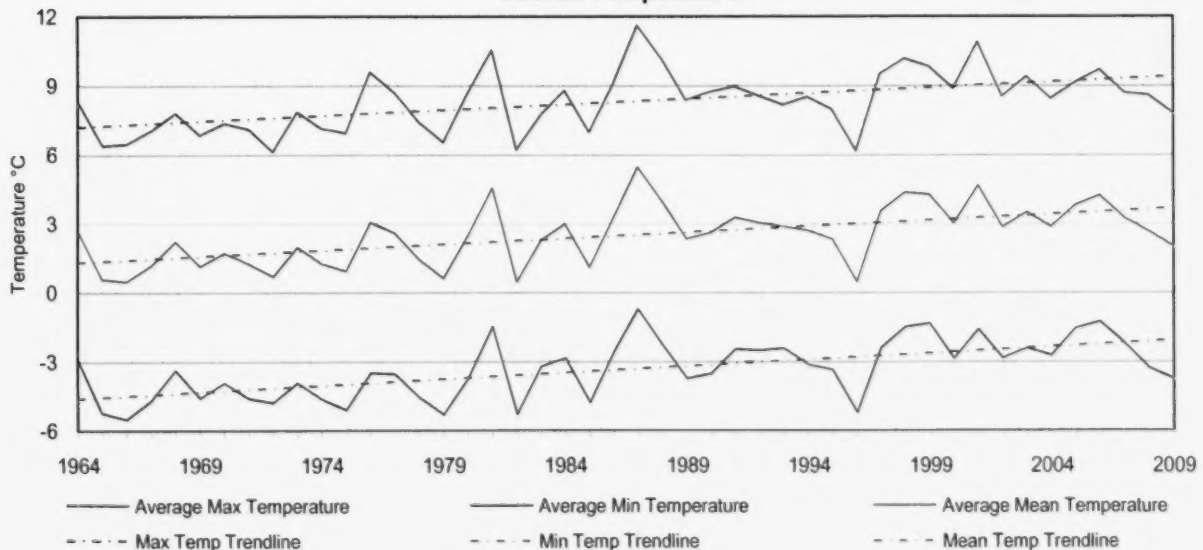 12
9
6
3
0
-3
-6
Temperature °C
1964 1969 1974 1979 1984 1989 1994 1999 2004 2009
Average Max Temperature Average Min Temperature Average Mean Temperature
Max Temp Trendline Min Temp Trendline Mean Temp Trendline